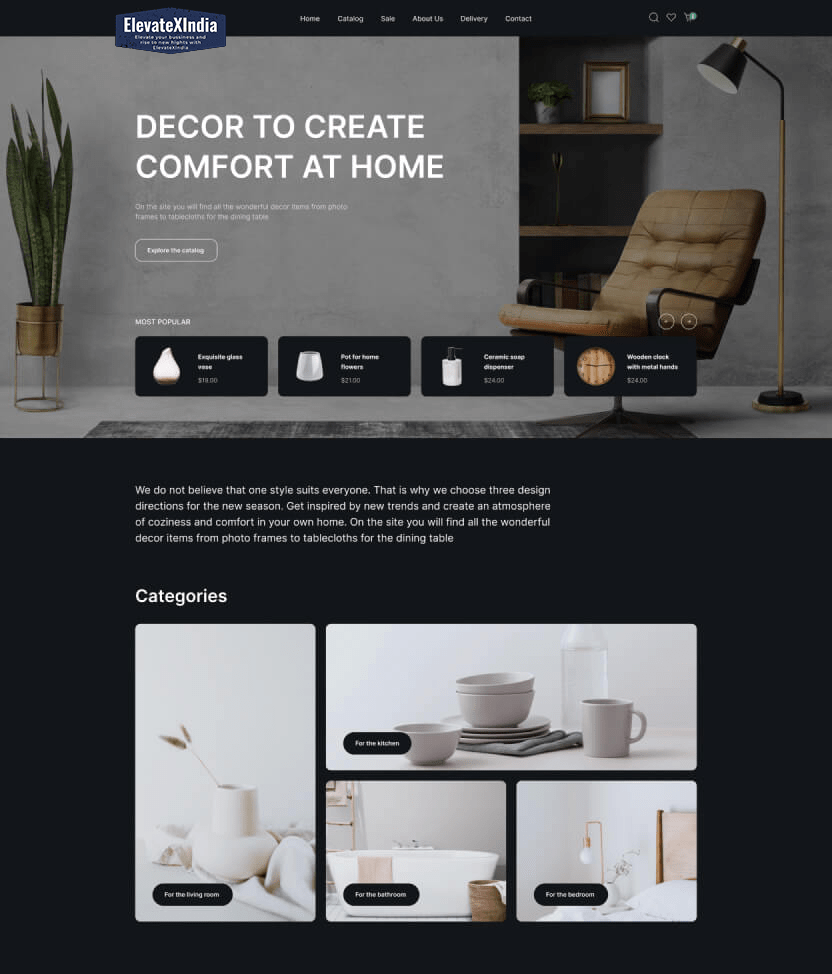 ElevateXIndia
Elevate your bussiness and
rise to new hights with
ElevateXIndia
Home Catalog Sale About Us Delivery Contact
DECOR TO CREATE
COMFORT AT HOME
On the site you will find all the wonderful decor items from photo
frames to tablecloths for the dining table
Explore the catalog
MOST POPULAR
Exquisite glass
vase
$19.00
Pot for home
flowers
$21.00
Ceramic soap
dispenser
$24.00
Wooden clock
with metal hands
$24.00
We do not believe that one style suits everyone. That is why we choose three design
directions for the new season. Get inspired by new trends and create an atmosphere
of coziness and comfort in your own home. On the site you will find all the wonderful
decor items from photo frames to tablecloths for the dining table
Categories
For the kitchen
For the living room
For the bathroom
For the bedroom